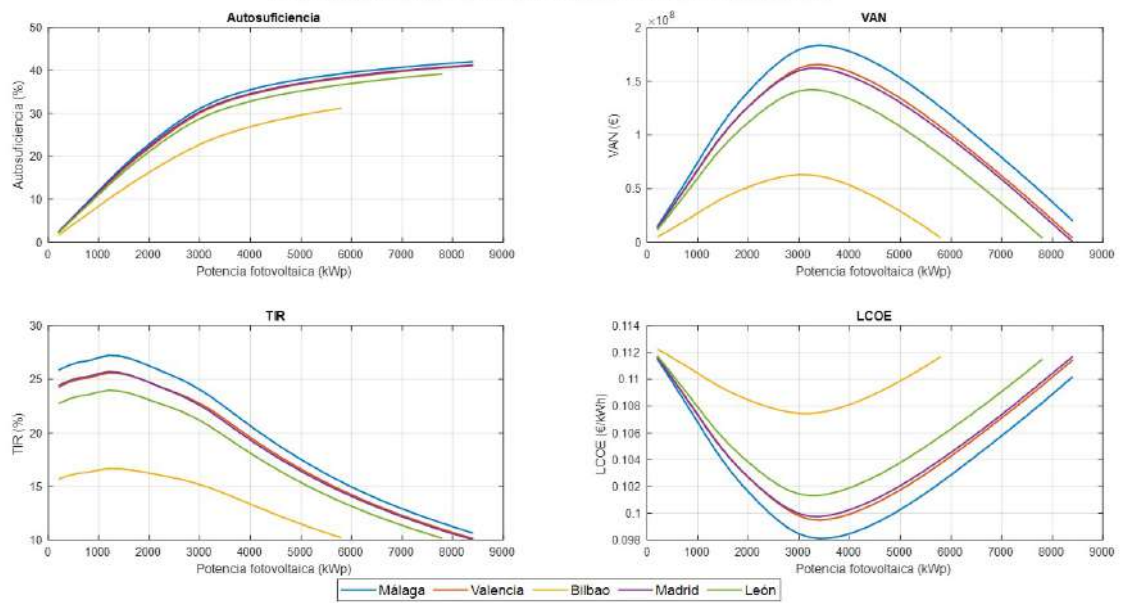 Autosuficiencia
50
40
30
20
10
0
Autosuficiencia (%)
0 1000 2000 3000 4000 5000 6000 7000 8000 9000
Potencia fotovoltaica (kWp)
VAN
×10⁸
2
1.5
1
0.5
0
VAN (€)
0 1000 2000 3000 4000 5000 6000 7000 8000 9000
Potencia fotovoltaica (kWp)
TIR
30
25
20
15
10
TIR (%)
0 1000 2000 3000 4000 5000 6000 7000 8000 9000
Potencia fotovoltaica (kWp)
LCOE
0.114
0.112
0.11
0.108
0.106
0.104
0.102
0.1
0.098
LCOE (€/kWh)
0 1000 2000 3000 4000 5000 6000 7000 8000 9000
Potencia fotovoltaica (kWp)
Málaga Valencia Bilbao Madrid León